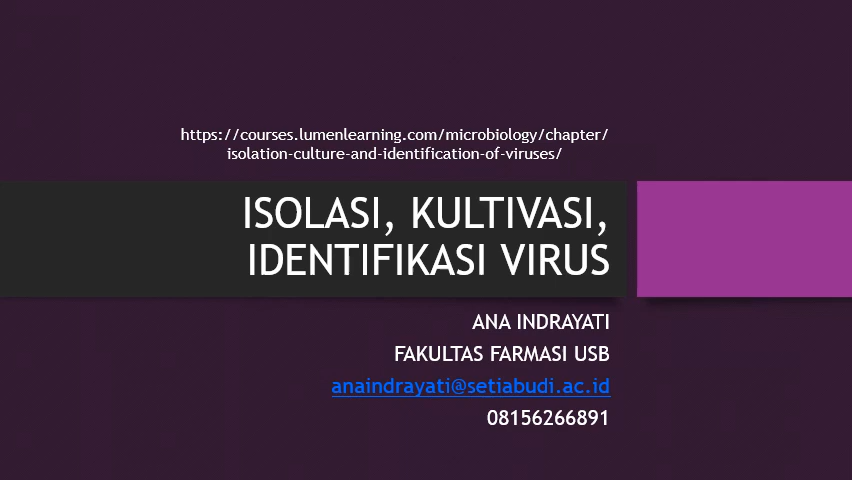 https://courses.lumenlearning.com/microbiology/chapter/
isolation-culture-and-identification-of-viruses/
ISOLASI, KULTIVASI,
IDENTIFIKASI VIRUS
ANA INDRAYATI
FAKULTAS FARMASI USB
anaindrayati@setiabudi.ac.id
08156266891